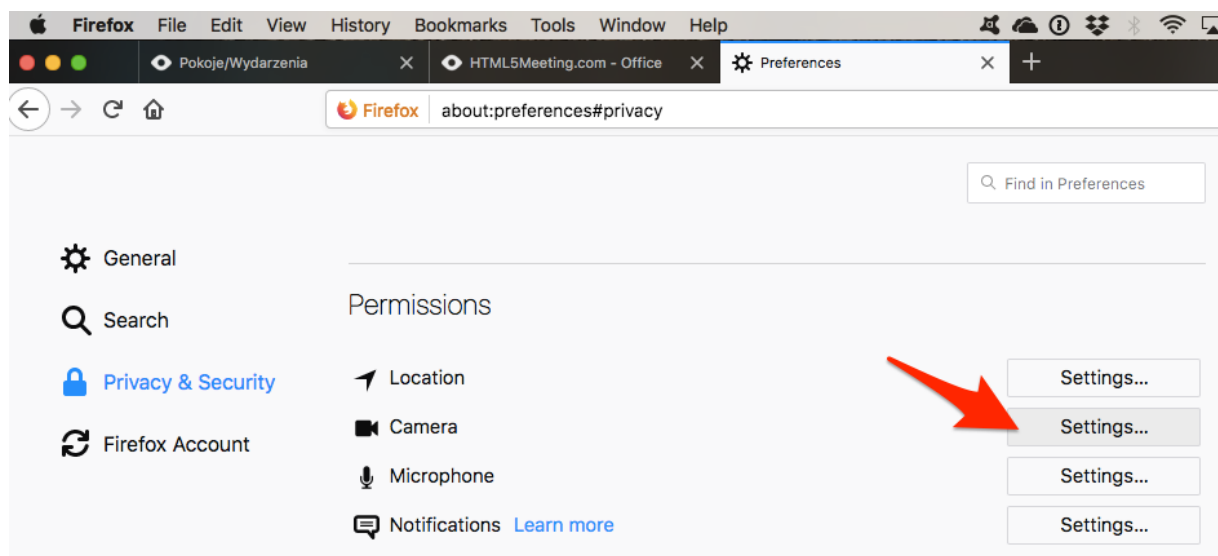 Firefox File Edit View History Bookmarks Tools Window Help
Pokoje/Wydarzenia HTML5Meeting.com - Office Preferences
Firefox about:preferences#privacy
Find in Preferences
General
Search
Privacy & Security
Firefox Account
Permissions
Location Settings...
Camera Settings...
Microphone Settings...
Notifications Learn more Settings...